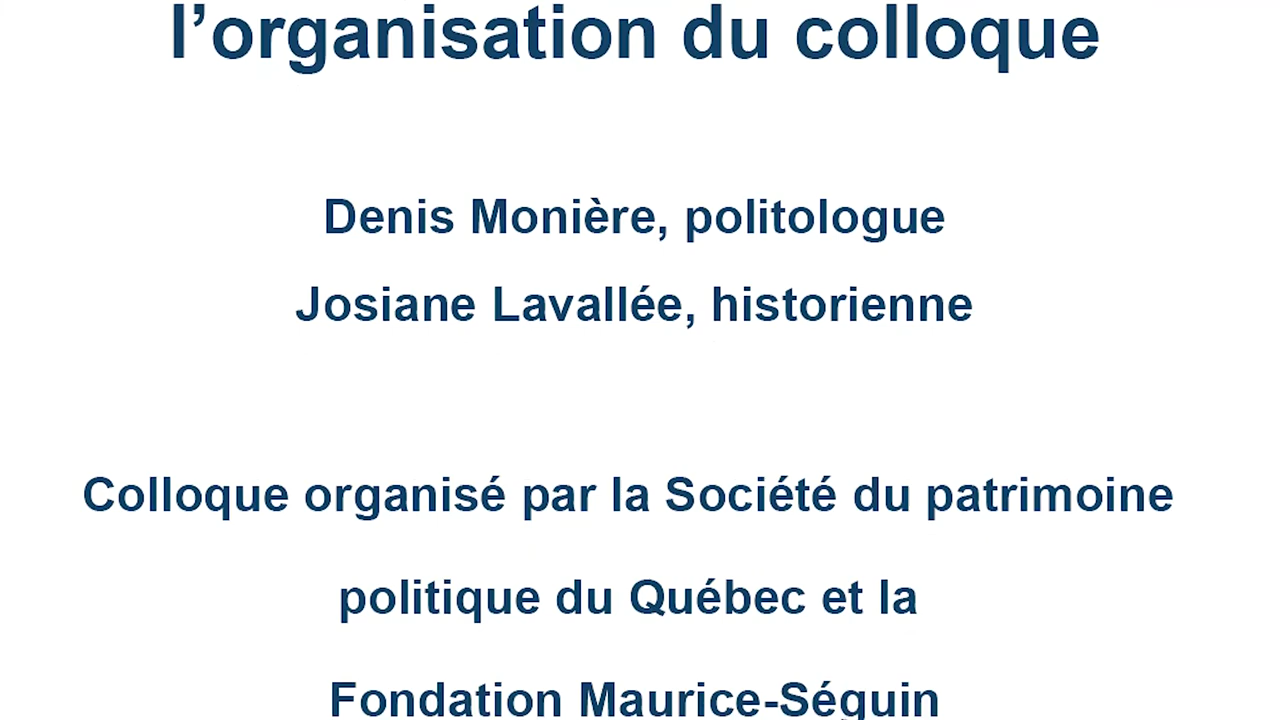 l’organisation du colloque
Denis Monière, politologue
Josiane Lavallée, historienne
Colloque organisé par la Société du patrimoine
politique du Québec et la
Fondation Maurice-Séguin